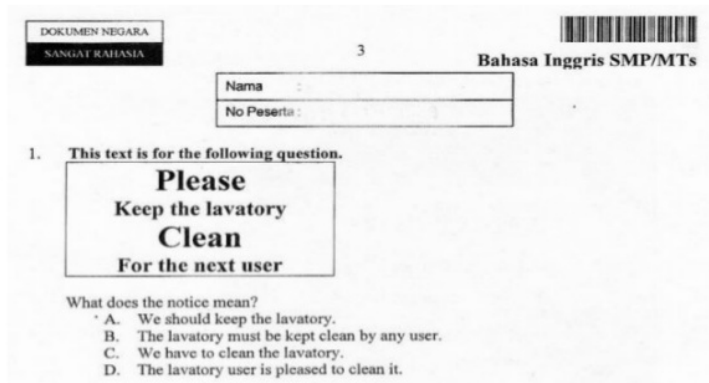 DOKUMEN NEGARA
SANGAT RAHASIA
3
Bahasa Inggris SMP/MTs
Nama :
No Peserta :
1. This text is for the following question.
Please
Keep the lavatory
Clean
For the next user
What does the notice mean?
A. We should keep the lavatory.
B. The lavatory must be kept clean by any user.
C. We have to clean the lavatory.
D. The lavatory user is pleased to clean it.